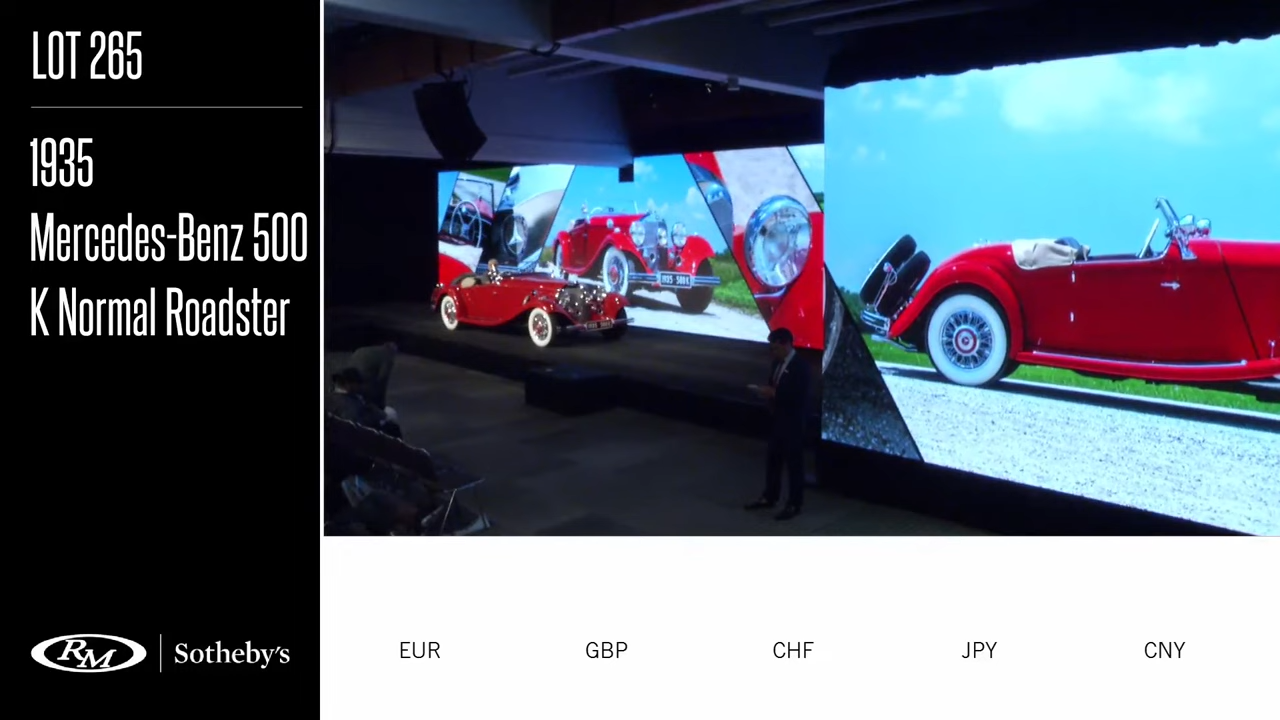 LOT 265
1935
Mercedes-Benz 500
K Normal Roadster
RM
Sotheby's
EUR GBP CHF JPY CNY